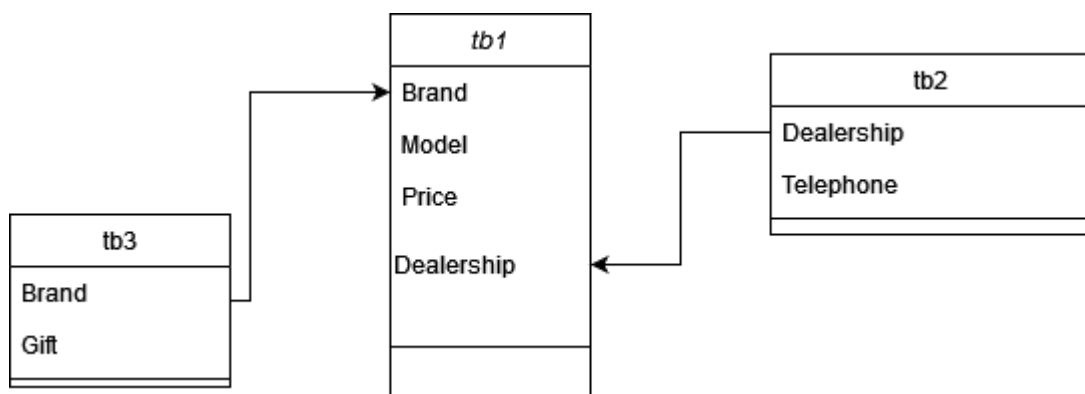 tb1
Brand
Model
Price
Dealership
tb2
Dealership
Telephone
tb3
Brand
Gift